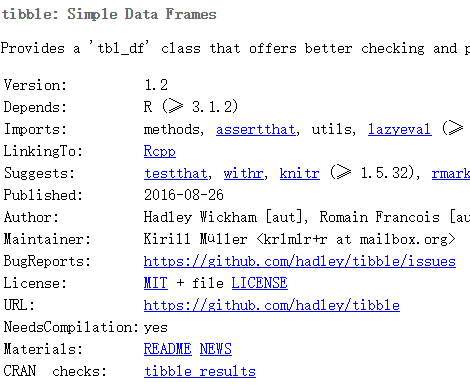 tibble: Simple Data Frames
Provides a 'tbl_df' class that offers better checking and
Version: 1.2
Depends: R (≥ 3.1.2)
Imports: methods, assertthat, utils, lazyeval (≥
LinkingTo: Rcpp
Suggests: testthat, withr, knitr (≥ 1.5.32), rmark
Published: 2016-08-26
Author: Hadley Wickham [aut], Romain Francois [au
Maintainer: Kirill Müller <krlmlr+r at mailbox.org>
BugReports: https://github.com/hadley/tibble/issues
License: MIT + file LICENSE
URL: https://github.com/hadley/tibble
NeedsCompilation: yes
Materials: README NEWS
CRAN checks: tibble results